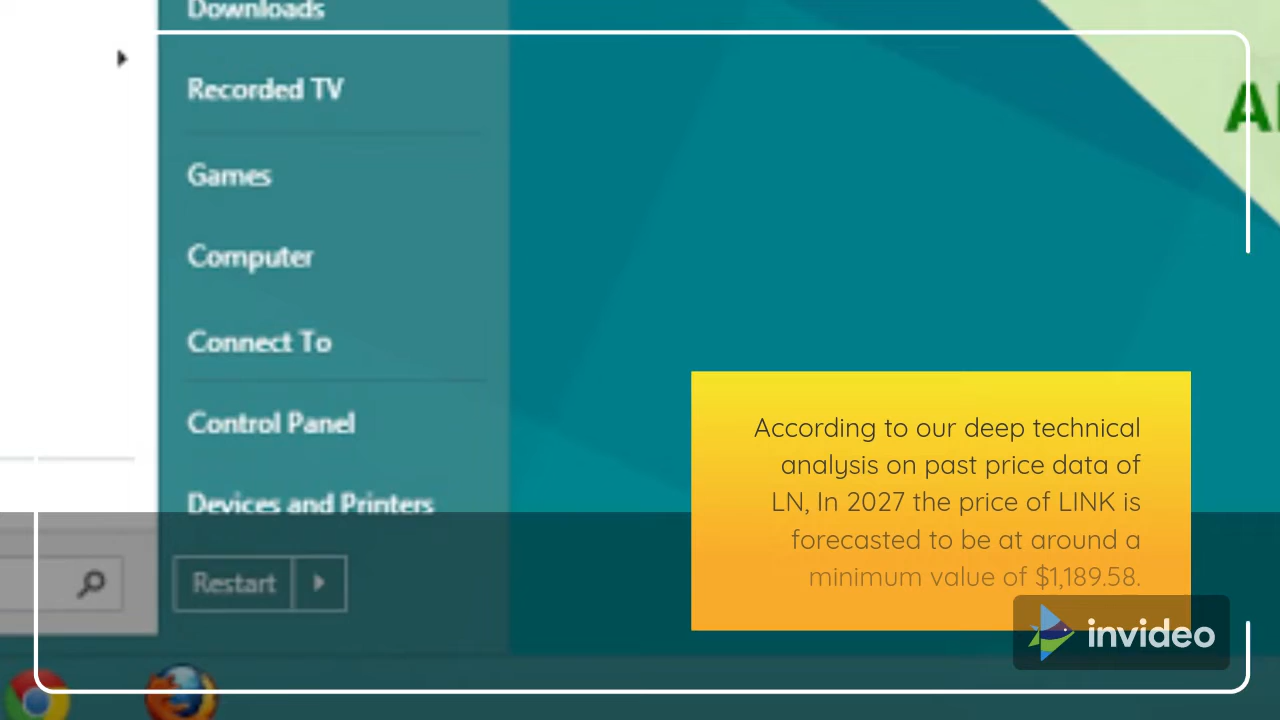 Downloads
Recorded TV
Games
Computer
Connect To
Control Panel
Devices and Printers
Restart
According to our deep technical
analysis on past price data of
LN, In 2027 the price of LINK is
forecasted to be at around a
minimum value of $1,189.58.
invideo